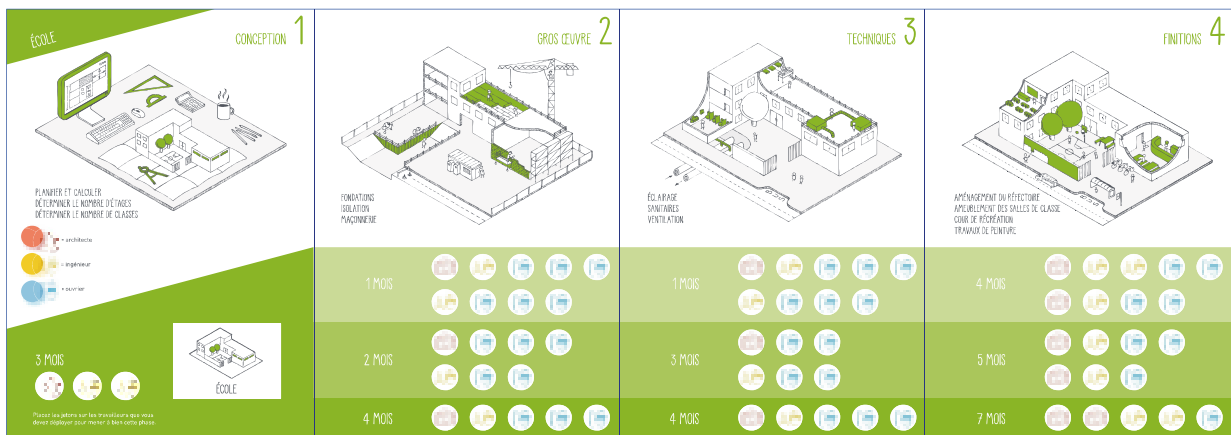 ÉCOLE
CONCEPTION 1
PLANIFIER ET CALCULER
DÉTERMINER LE NOMBRE D'ÉTAGES
DÉTERMINER LE NOMBRE DE CLASSES
= architecte
= ingénieur
= ouvrier
3 MOIS
ÉCOLE
Placez les jetons sur les travailleurs que vous
devez déployer pour mener à bien cette phase.
GROS ŒUVRE 2
FONDATIONS
ISOLATION
MAÇONNERIE
1 MOIS
2 MOIS
4 MOIS
TECHNIQUES 3
ÉCLAIRAGE
SANITAIRES
VENTILATION
1 MOIS
3 MOIS
4 MOIS
FINITIONS 4
AMÉNAGEMENT DU RÉFECTOIRE
AMEUBLEMENT DES SALLES DE CLASSE
COUR DE RÉCRÉATION
TRAVAUX DE PEINTURE
4 MOIS
5 MOIS
7 MOIS